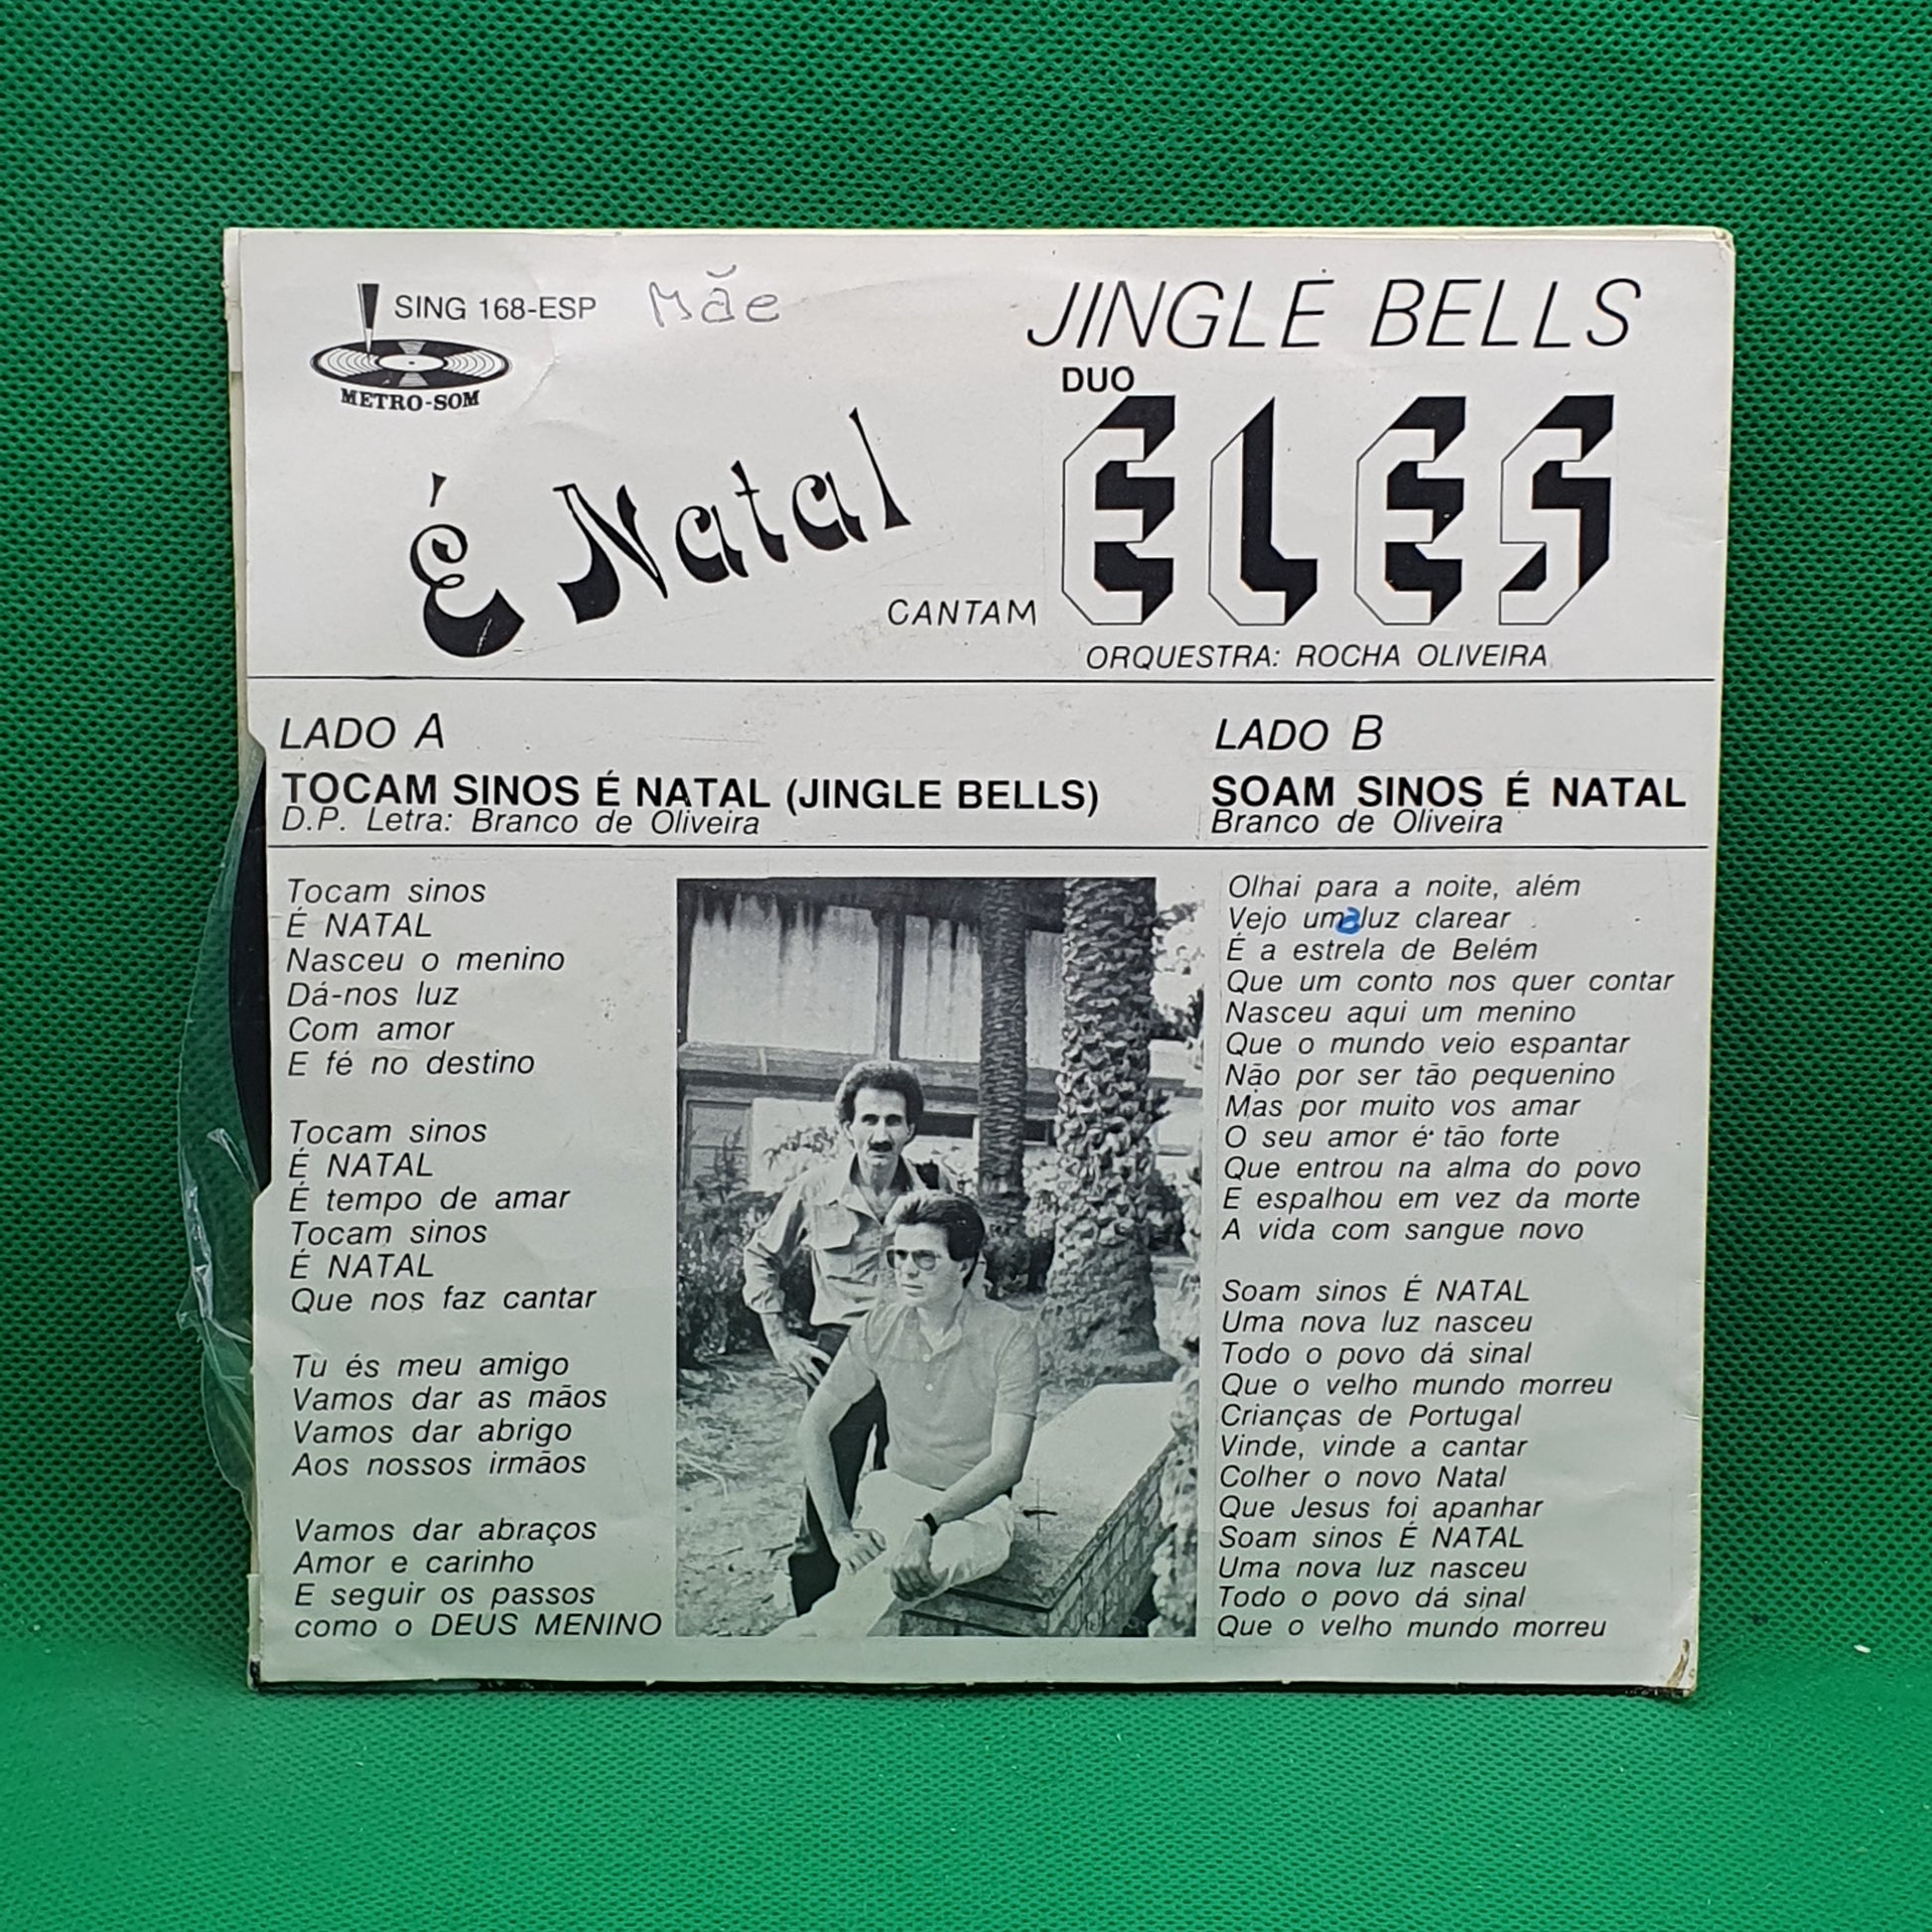 SING 168-ESP
Mãe
METRO-SOM
É Natal
JINGLE BELLS
DUO
ELES
CANTAM
ORQUESTRA: ROCHA OLIVEIRA
LADO A
TOCAM SINOS É NATAL (JINGLE BELLS)
D.P. Letra: Branco de Oliveira
LADO B
SOAM SINOS É NATAL
Branco de Oliveira
Tocam sinos
É NATAL
Nasceu o menino
Dá-nos luz
Com amor
E fé no destino
Tocam sinos
É NATAL
É tempo de amar
Tocam sinos
É NATAL
Que nos faz cantar
Tu és meu amigo
Vamos dar as mãos
Vamos dar abrigo
Aos nossos irmãos
Vamos dar abraços
Amor e carinho
E seguir os passos
como o DEUS MENINO
Olhai para a noite, além
Vejo uma luz clarear
É a estrela de Belém
Que um conto nos quer contar
Nasceu aqui um menino
Que o mundo veio espantar
Não por ser tão pequenino
Mas por muito vos amar
O seu amor é tão forte
Que entrou na alma do povo
E espalhou em vez da morte
A vida com sangue novo
Soam sinos É NATAL
Uma nova luz nasceu
Todo o povo dá sinal
Que o velho mundo morreu
Crianças de Portugal
Vinde, vinde a cantar
Colher o novo Natal
Que Jesus foi apanhar
Soam sinos É NATAL
Uma nova luz nasceu
Todo o povo dá sinal
Que o velho mundo morreu